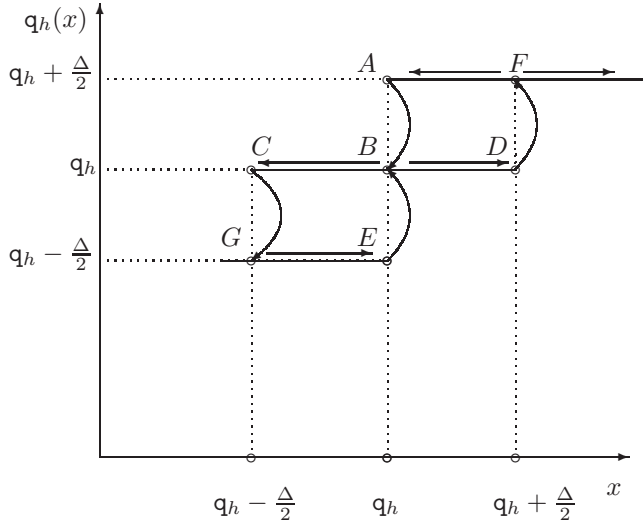 q_h(x)
A F
q_h + Δ/2
C B D
q_h
G E
q_h − Δ/2
q_h − Δ/2 q_h q_h + Δ/2 x